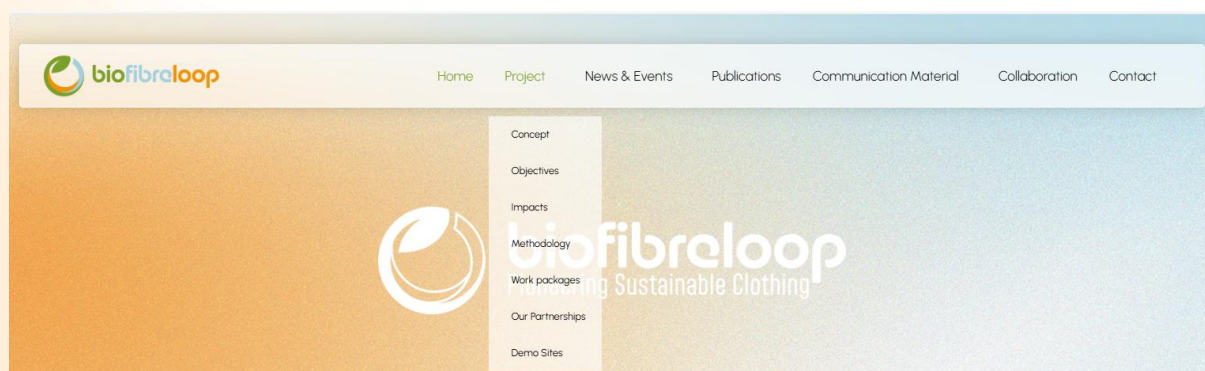 biofibreloop
Home Project News & Events Publications Communication Material Collaboration Contact
Concept
Objectives
Impacts
Methodology
Work packages
Our Partnerships
Demo Sites
biofibreloop
Pioneering Sustainable Clothing